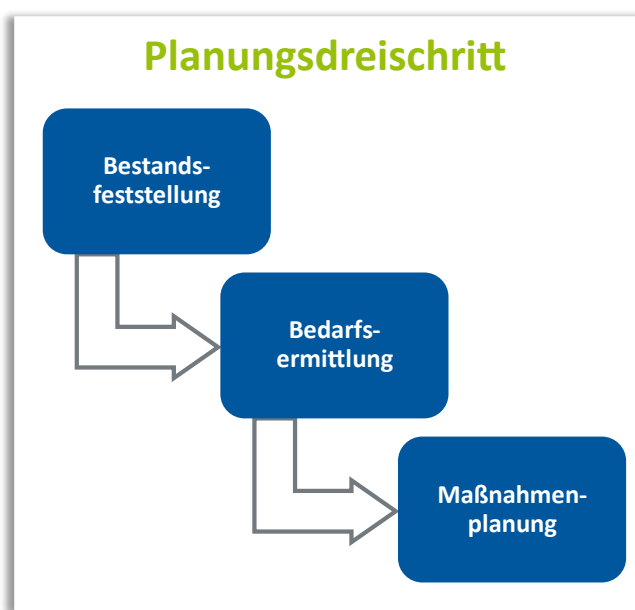 Planungsdreischritt
Bestands-
feststellung
Bedarfs-
ermittlung
Maßnahmen-
planung